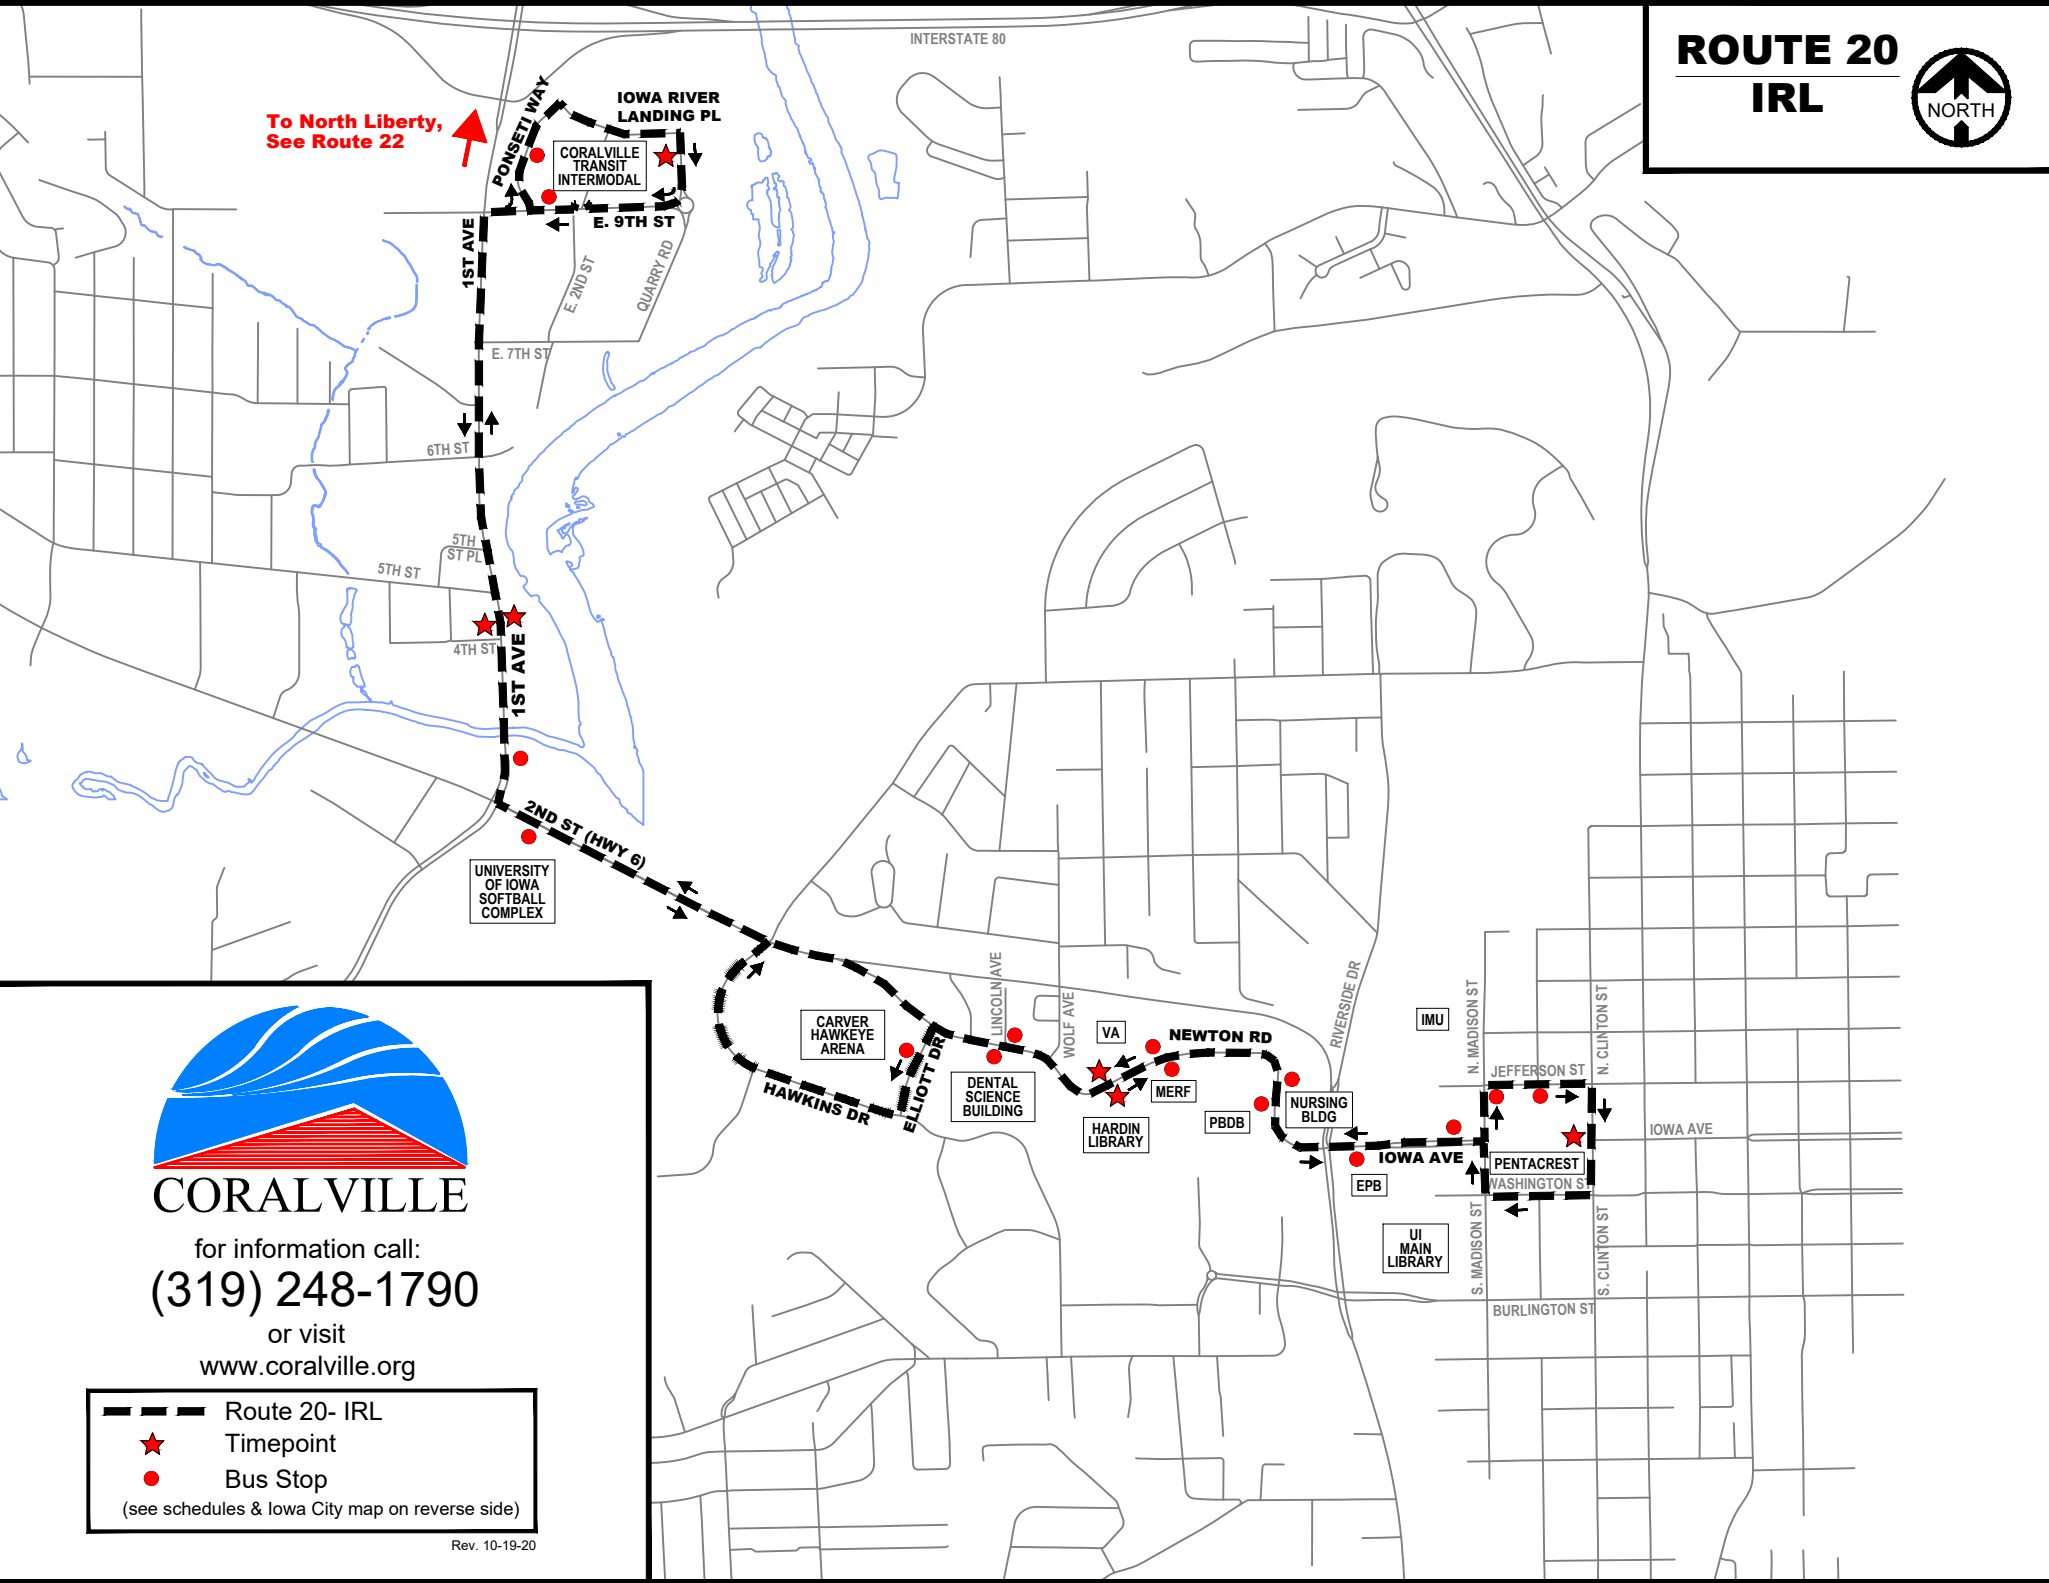 INTERSTATE 80
ROUTE 20
IRL
NORTH
To North Liberty,
See Route 22
PONSETI WAY
IOWA RIVER
LANDING PL
CORALVILLE
TRANSIT
INTERMODAL
E. 9TH ST
1ST AVE
E. 2ND ST
QUARRY RD
E. 7TH ST
6TH ST
5TH
ST PL
5TH ST
4TH ST
1ST AVE
2ND ST (HWY 6)
UNIVERSITY
OF IOWA
SOFTBALL
COMPLEX
CARVER
HAWKEYE
ARENA
HAWKINS DR
ELLIOTT DR
LINCOLN AVE
WOLF AVE
DENTAL
SCIENCE
BUILDING
VA
HARDIN
LIBRARY
NEWTON RD
MERF
PBDB
NURSING
BLDG
RIVERSIDE DR
IOWA AVE
EPB
IMU
UI
MAIN
LIBRARY
N. MADISON ST
N. CLINTON ST
JEFFERSON ST
IOWA AVE
PENTACREST
WASHINGTON ST
S. MADISON ST
S. CLINTON ST
BURLINGTON ST
CORALVILLE
for information call:
(319) 248-1790
or visit
www.coralville.org
Route 20- IRL
Timepoint
Bus Stop
(see schedules & Iowa City map on reverse side)
Rev. 10-19-20